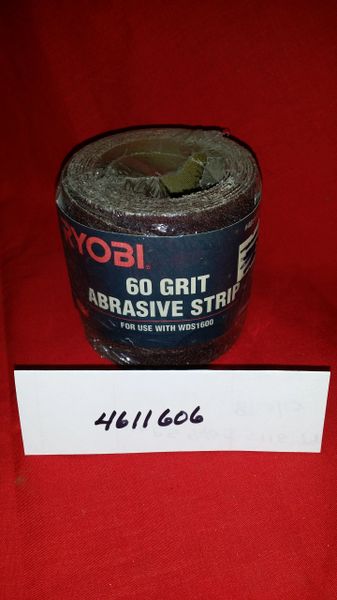 RYOBI
60 GRIT
ABRASIVE STRIP
FOR USE WITH WDS1600
4611606